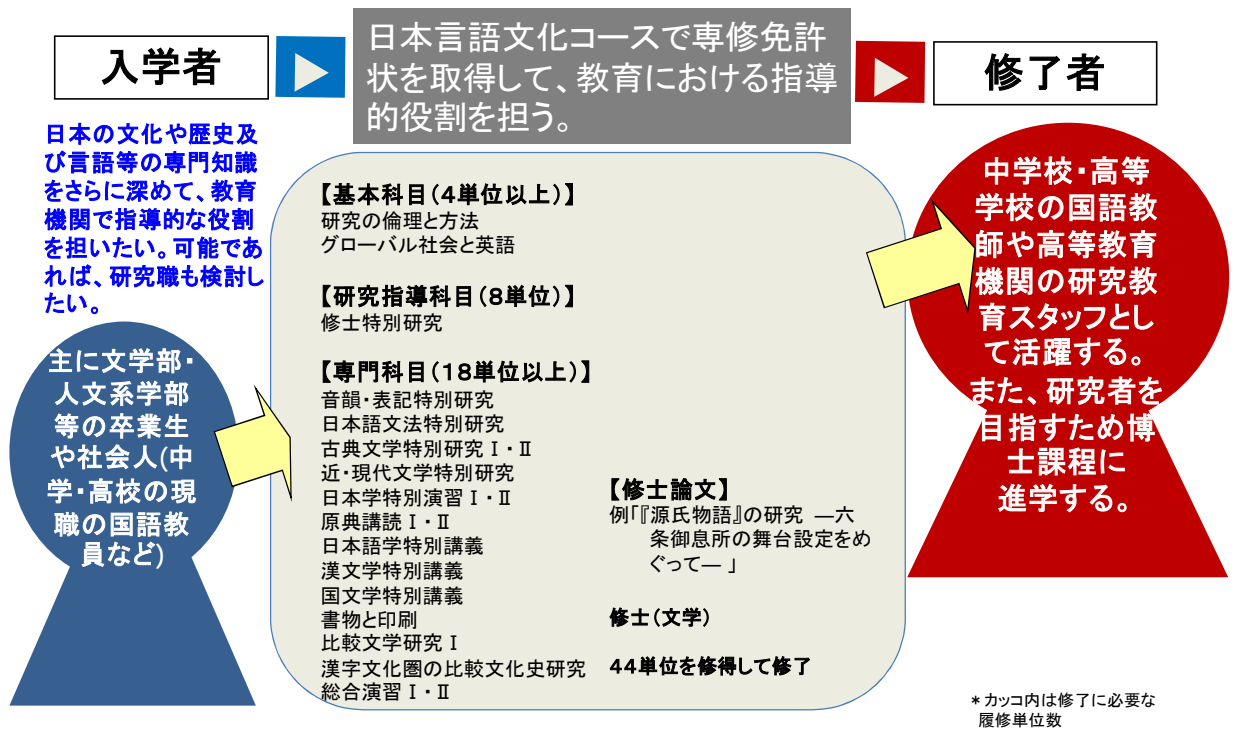 入学者
日本言語文化コースで専修免許
状を取得して、教育における指導
的役割を担う。
修了者
日本の文化や歴史及
び言語等の専門知識
をさらに深めて、教育
機関で指導的な役割
を担いたい。可能であ
れば、研究職も検討し
たい。
主に文学部・
人文系学部
等の卒業生
や社会人(中
学・高校の現
職の国語教
員など)
【基本科目(4単位以上)】
研究の倫理と方法
グローバル社会と英語
【研究指導科目(8単位)】
修士特別研究
【専門科目(18単位以上)】
音韻・表記特別研究
日本語文法特別研究
古典文学特別研究Ⅰ・Ⅱ
近・現代文学特別研究
日本学特別演習Ⅰ・Ⅱ
原典講読Ⅰ・Ⅱ
日本語学特別講義
漢文学特別講義
国文学特別講義
書物と印刷
比較文学研究Ⅰ
漢字文化圏の比較文化史研究
総合演習Ⅰ・Ⅱ
【修士論文】
例「『源氏物語』の研究 ―六
条御息所の舞台設定をめ
ぐって― 」
修士(文学)
44単位を修得して修了
中学校・高等
学校の国語教
師や高等教育
機関の研究教
育スタッフとし
て活躍する。
また、研究者を
目指すため博
士課程に
進学する。
*カッコ内は修了に必要な
履修単位数